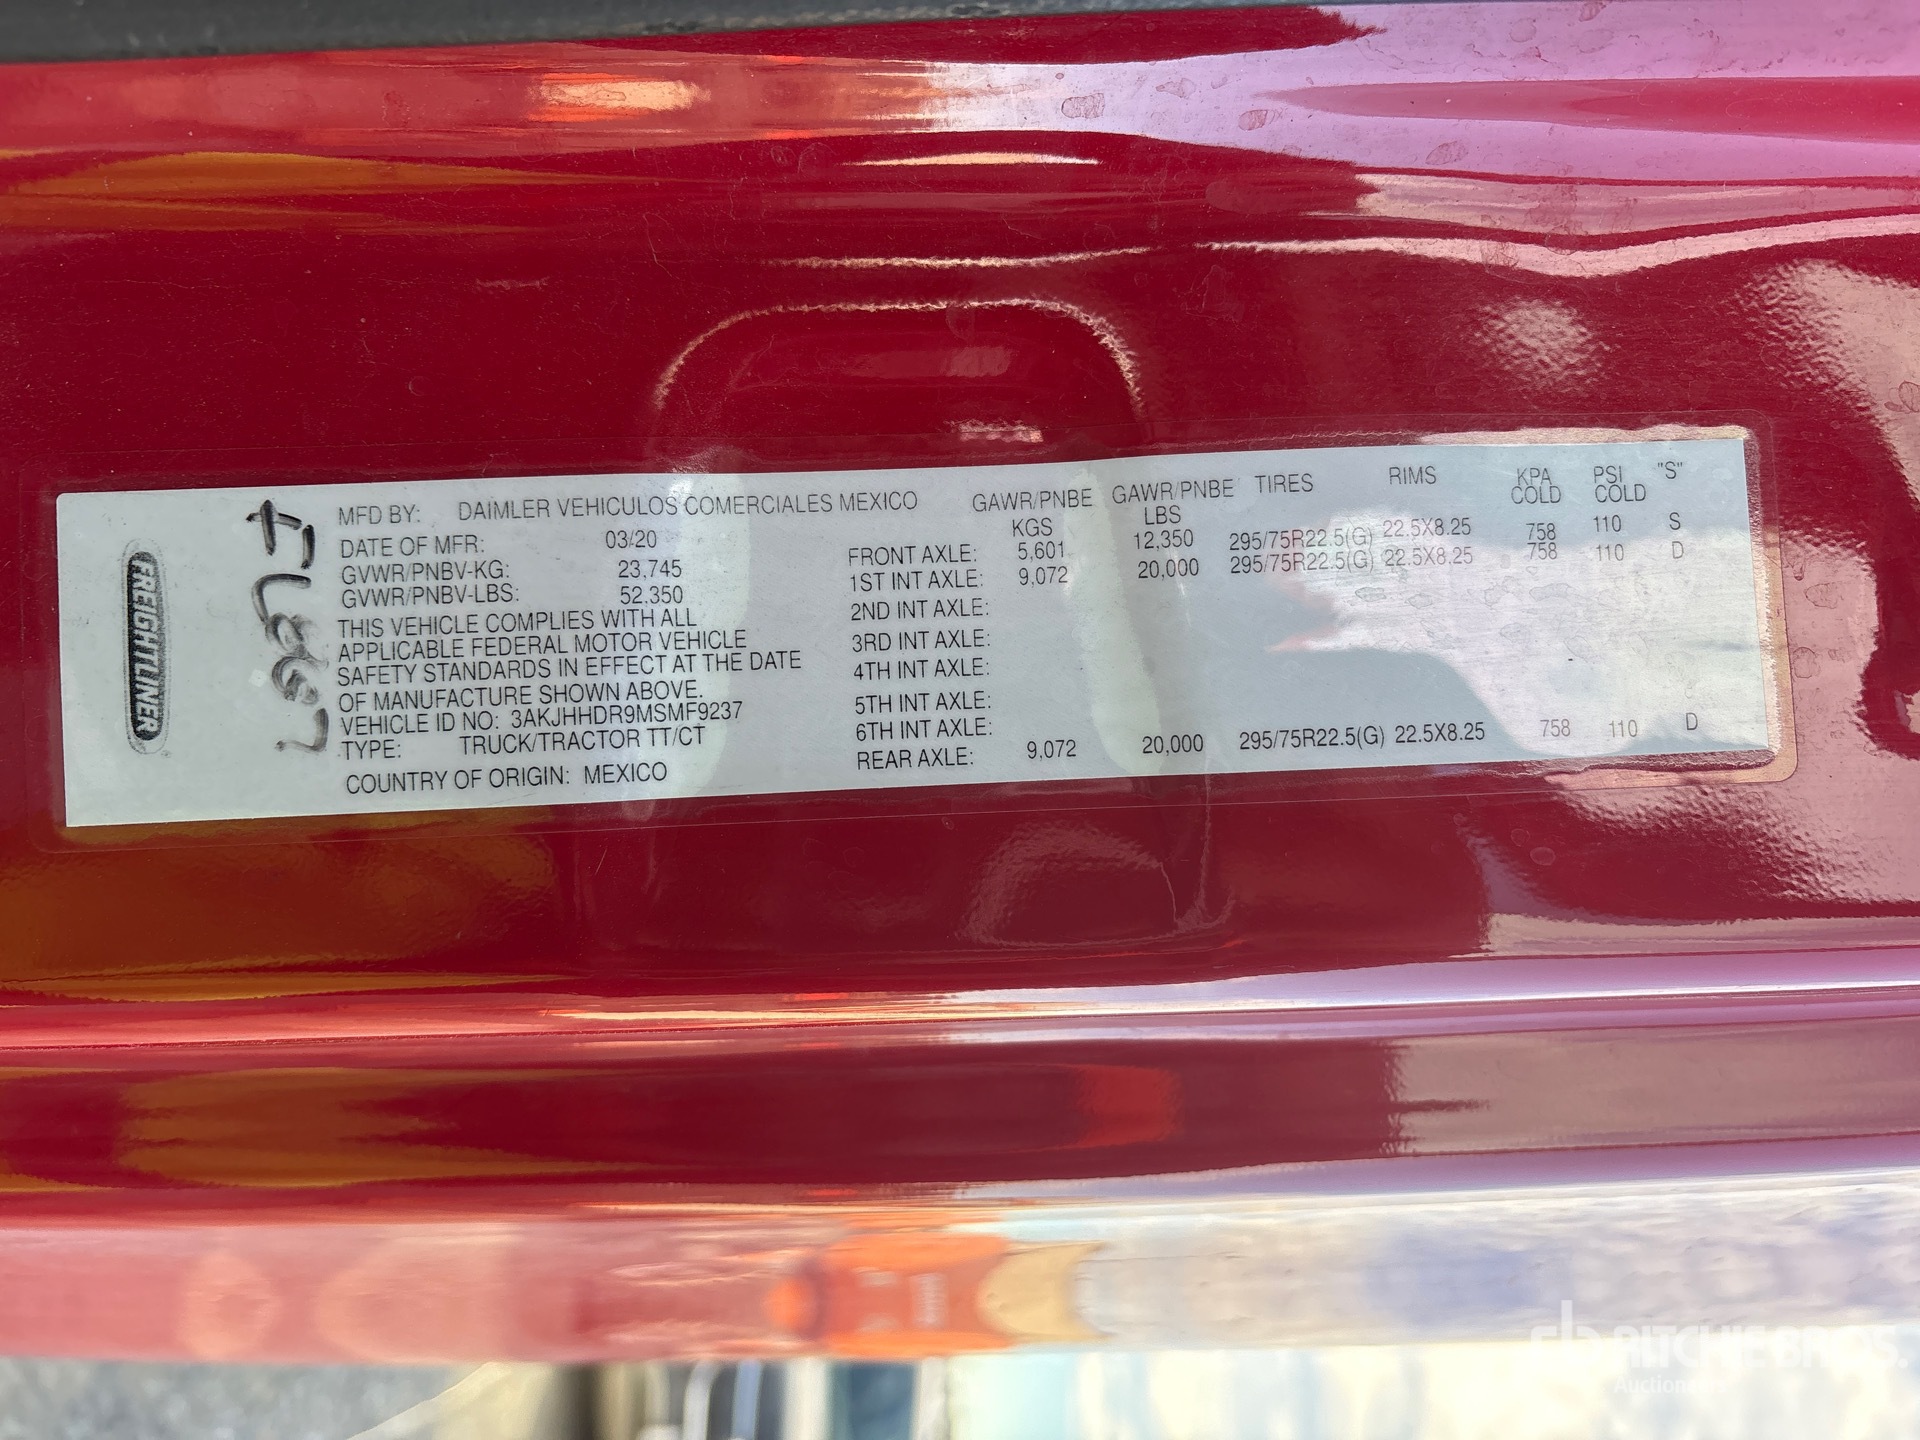 FREIGHTLINER
MFD BY: DAIMLER VEHICULOS COMERCIALES MEXICO
DATE OF MFR: 03/20
GVWR/PNBV-KG: 23,745
GVWR/PNBV-LBS: 52,350
THIS VEHICLE COMPLIES WITH ALL
APPLICABLE FEDERAL MOTOR VEHICLE
SAFETY STANDARDS IN EFFECT AT THE DATE
OF MANUFACTURE SHOWN ABOVE.
VEHICLE ID NO: 3AKJHHDR9MSMF9237
TYPE: TRUCK/TRACTOR TT/CT
COUNTRY OF ORIGIN: MEXICO
GAWR/PNBE KGS GAWR/PNBE LBS TIRES RIMS KPA COLD PSI COLD "S"
FRONT AXLE: 5,601 12,350 295/75R22.5(G) 22.5X8.25 758 110 S
1ST INT AXLE: 9,072 20,000 295/75R22.5(G) 22.5X8.25 758 110 D
2ND INT AXLE:
3RD INT AXLE:
4TH INT AXLE:
5TH INT AXLE:
6TH INT AXLE:
REAR AXLE: 9,072 20,000 295/75R22.5(G) 22.5X8.25 758 110 D
RITCHIE BROS.
Auctioneers